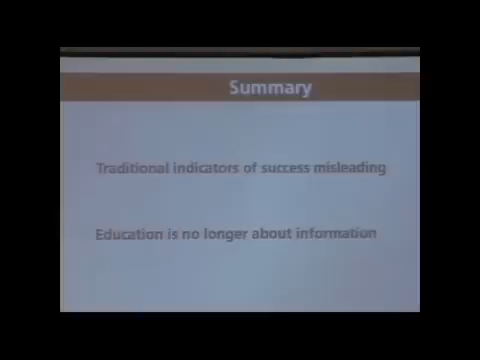 Summary
Traditional indicators of success misleading
Education is no longer about information